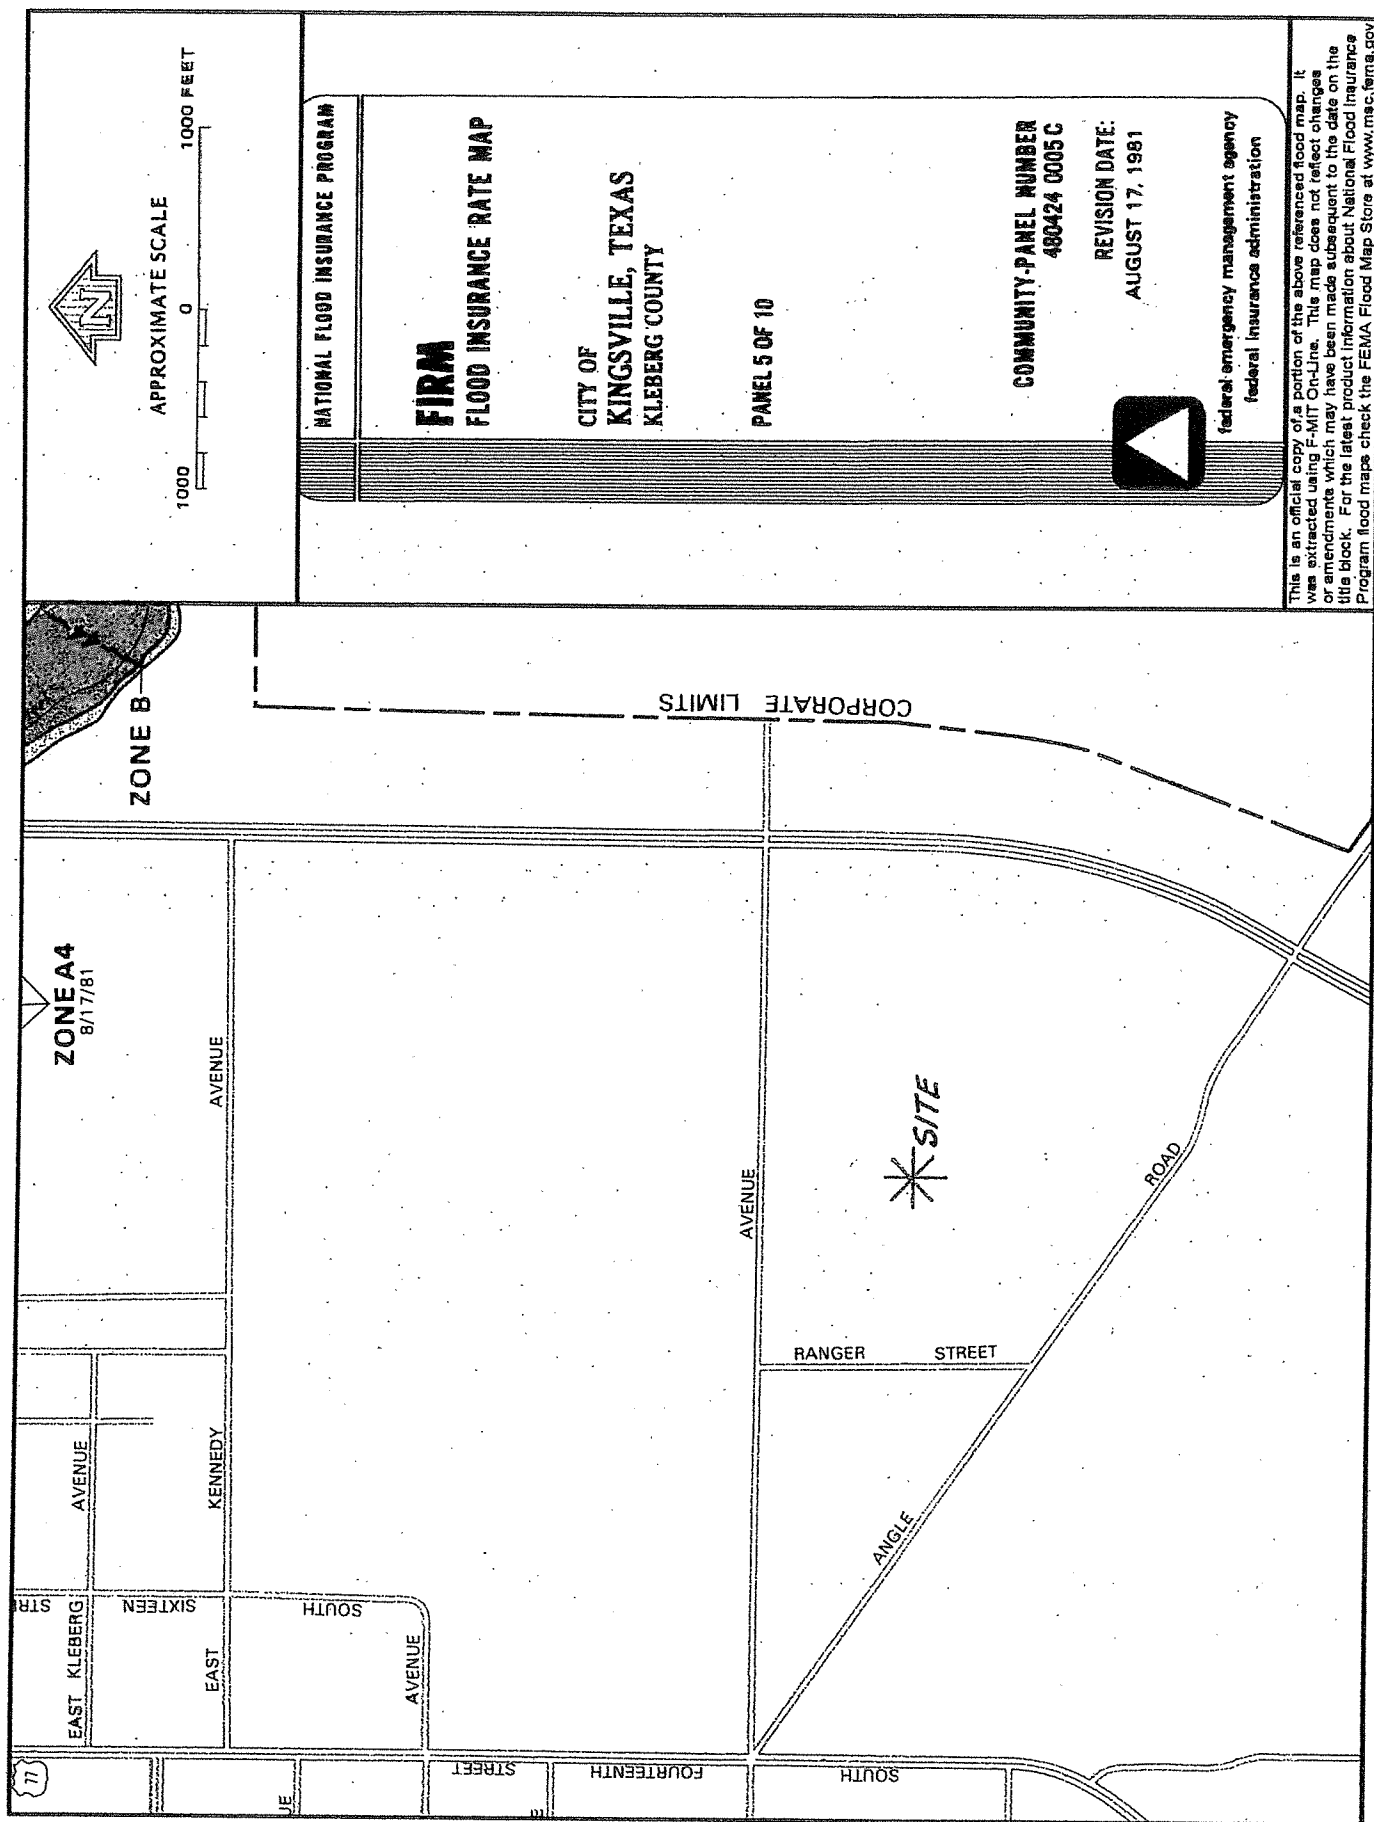 APPROXIMATE SCALE
1000 0 1000 FEET
N
NATIONAL FLOOD INSURANCE PROGRAM
FIRM
FLOOD INSURANCE RATE MAP
CITY OF
KINGSVILLE, TEXAS
KLEBERG COUNTY
PANEL 5 OF 10
COMMUNITY-PANEL NUMBER
480424 0005 C
REVISION DATE:
AUGUST 17, 1981
federal emergency management agency
federal insurance administration
This is an official copy of a portion of the above referenced flood map. It
was extracted using F-MIT On-Line. This map does not reflect changes
or amendments which may have been made subsequent to the date on the
title block. For the latest product information about National Flood Insurance
Program flood maps check the FEMA Flood Map Store at www.msc.fema.gov
ZONE B
CORPORATE LIMITS
ZONE A4
8/17/81
AVENUE
AVENUE
SITE
ROAD
RANGER STREET
AVENUE
KENNEDY
ANGLE
STR
SIXTEEN
SOUTH
EAST KLEBERG
EAST
AVENUE
77
UE
STREET
FOURTEENTH
SOUTH